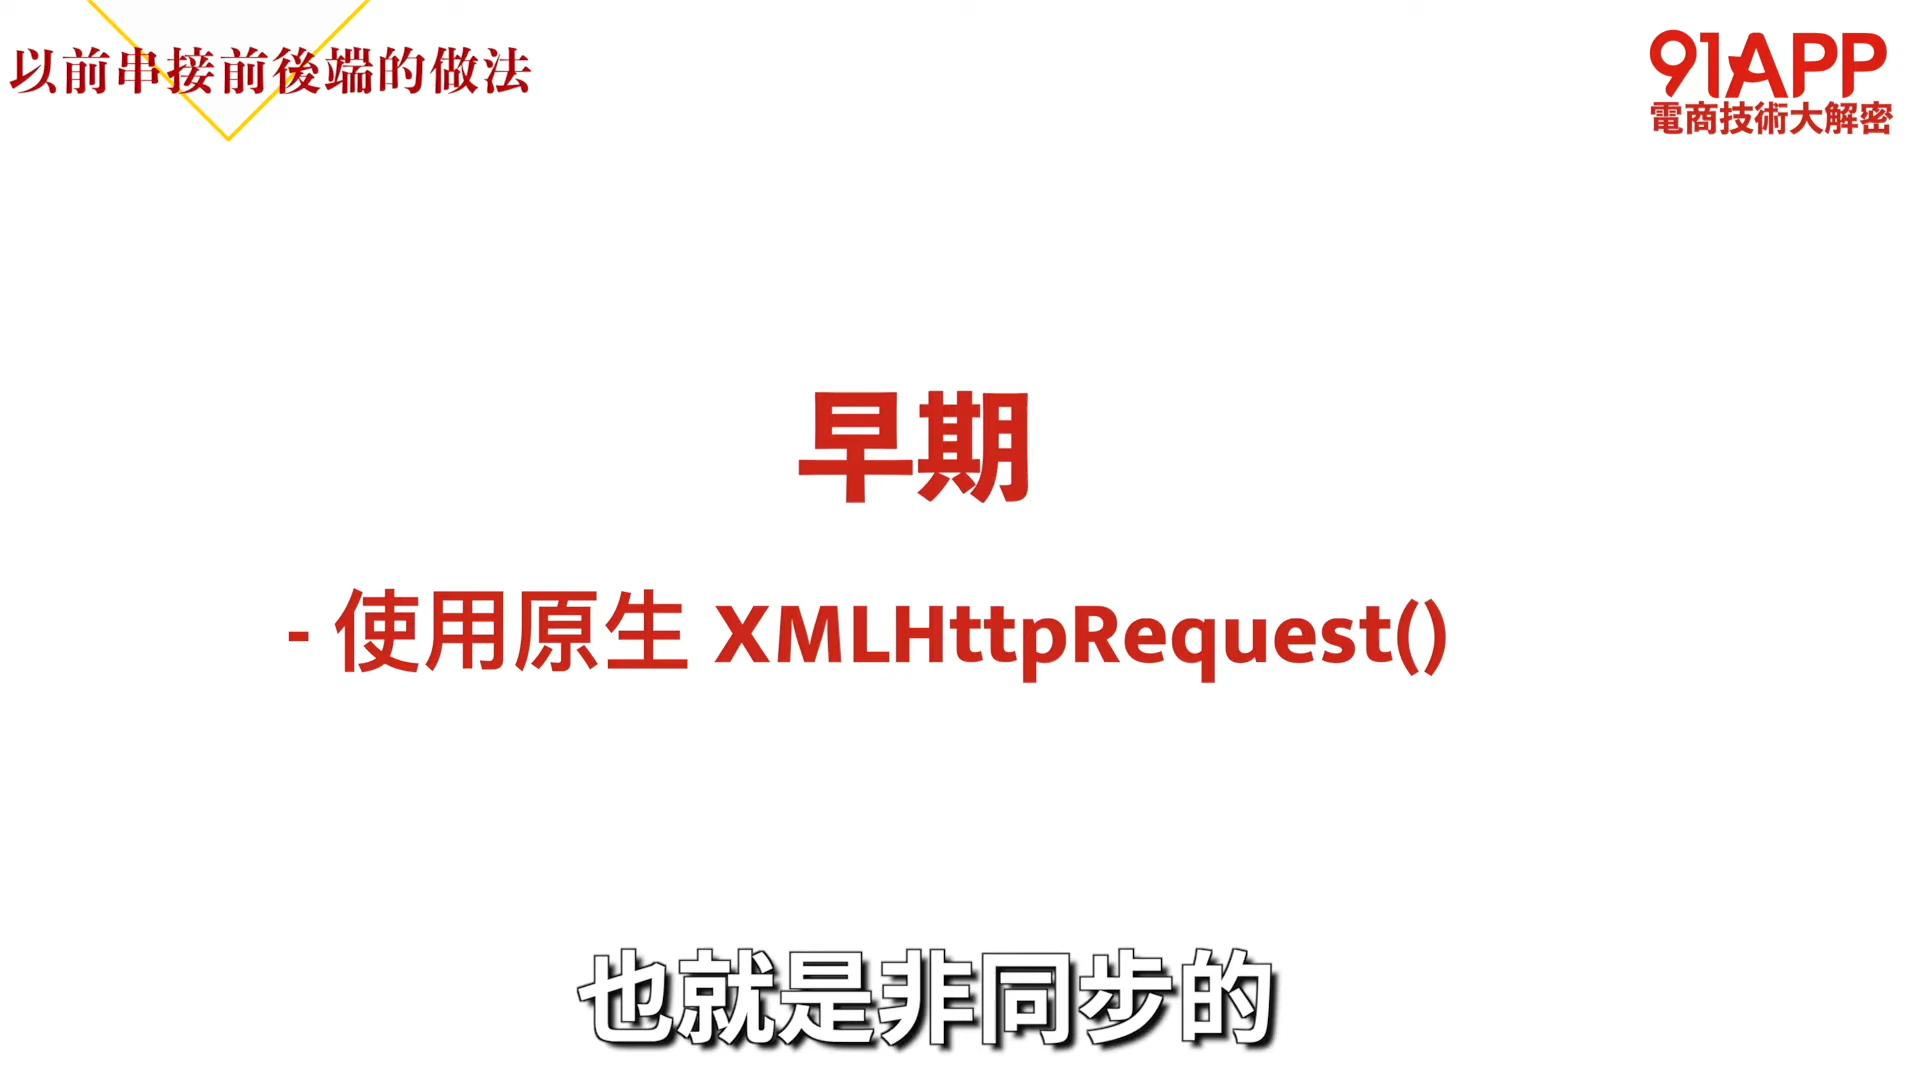 以前串接前後端的做法
91APP
電商技術大解密
早期
- 使用原生 XMLHttpRequest()
也就是非同步的